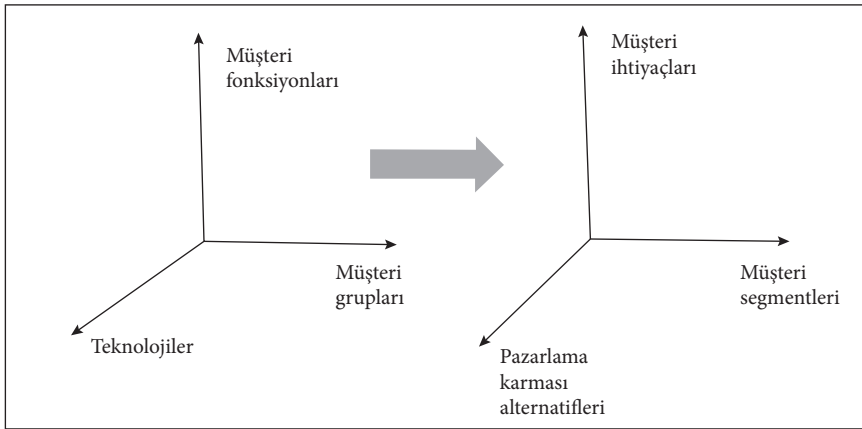 Müşteri
fonksiyonları
Müşteri
grupları
Teknolojiler
Müşteri
ihtiyaçları
Müşteri
segmentleri
Pazarlama
karması
alternatifleri